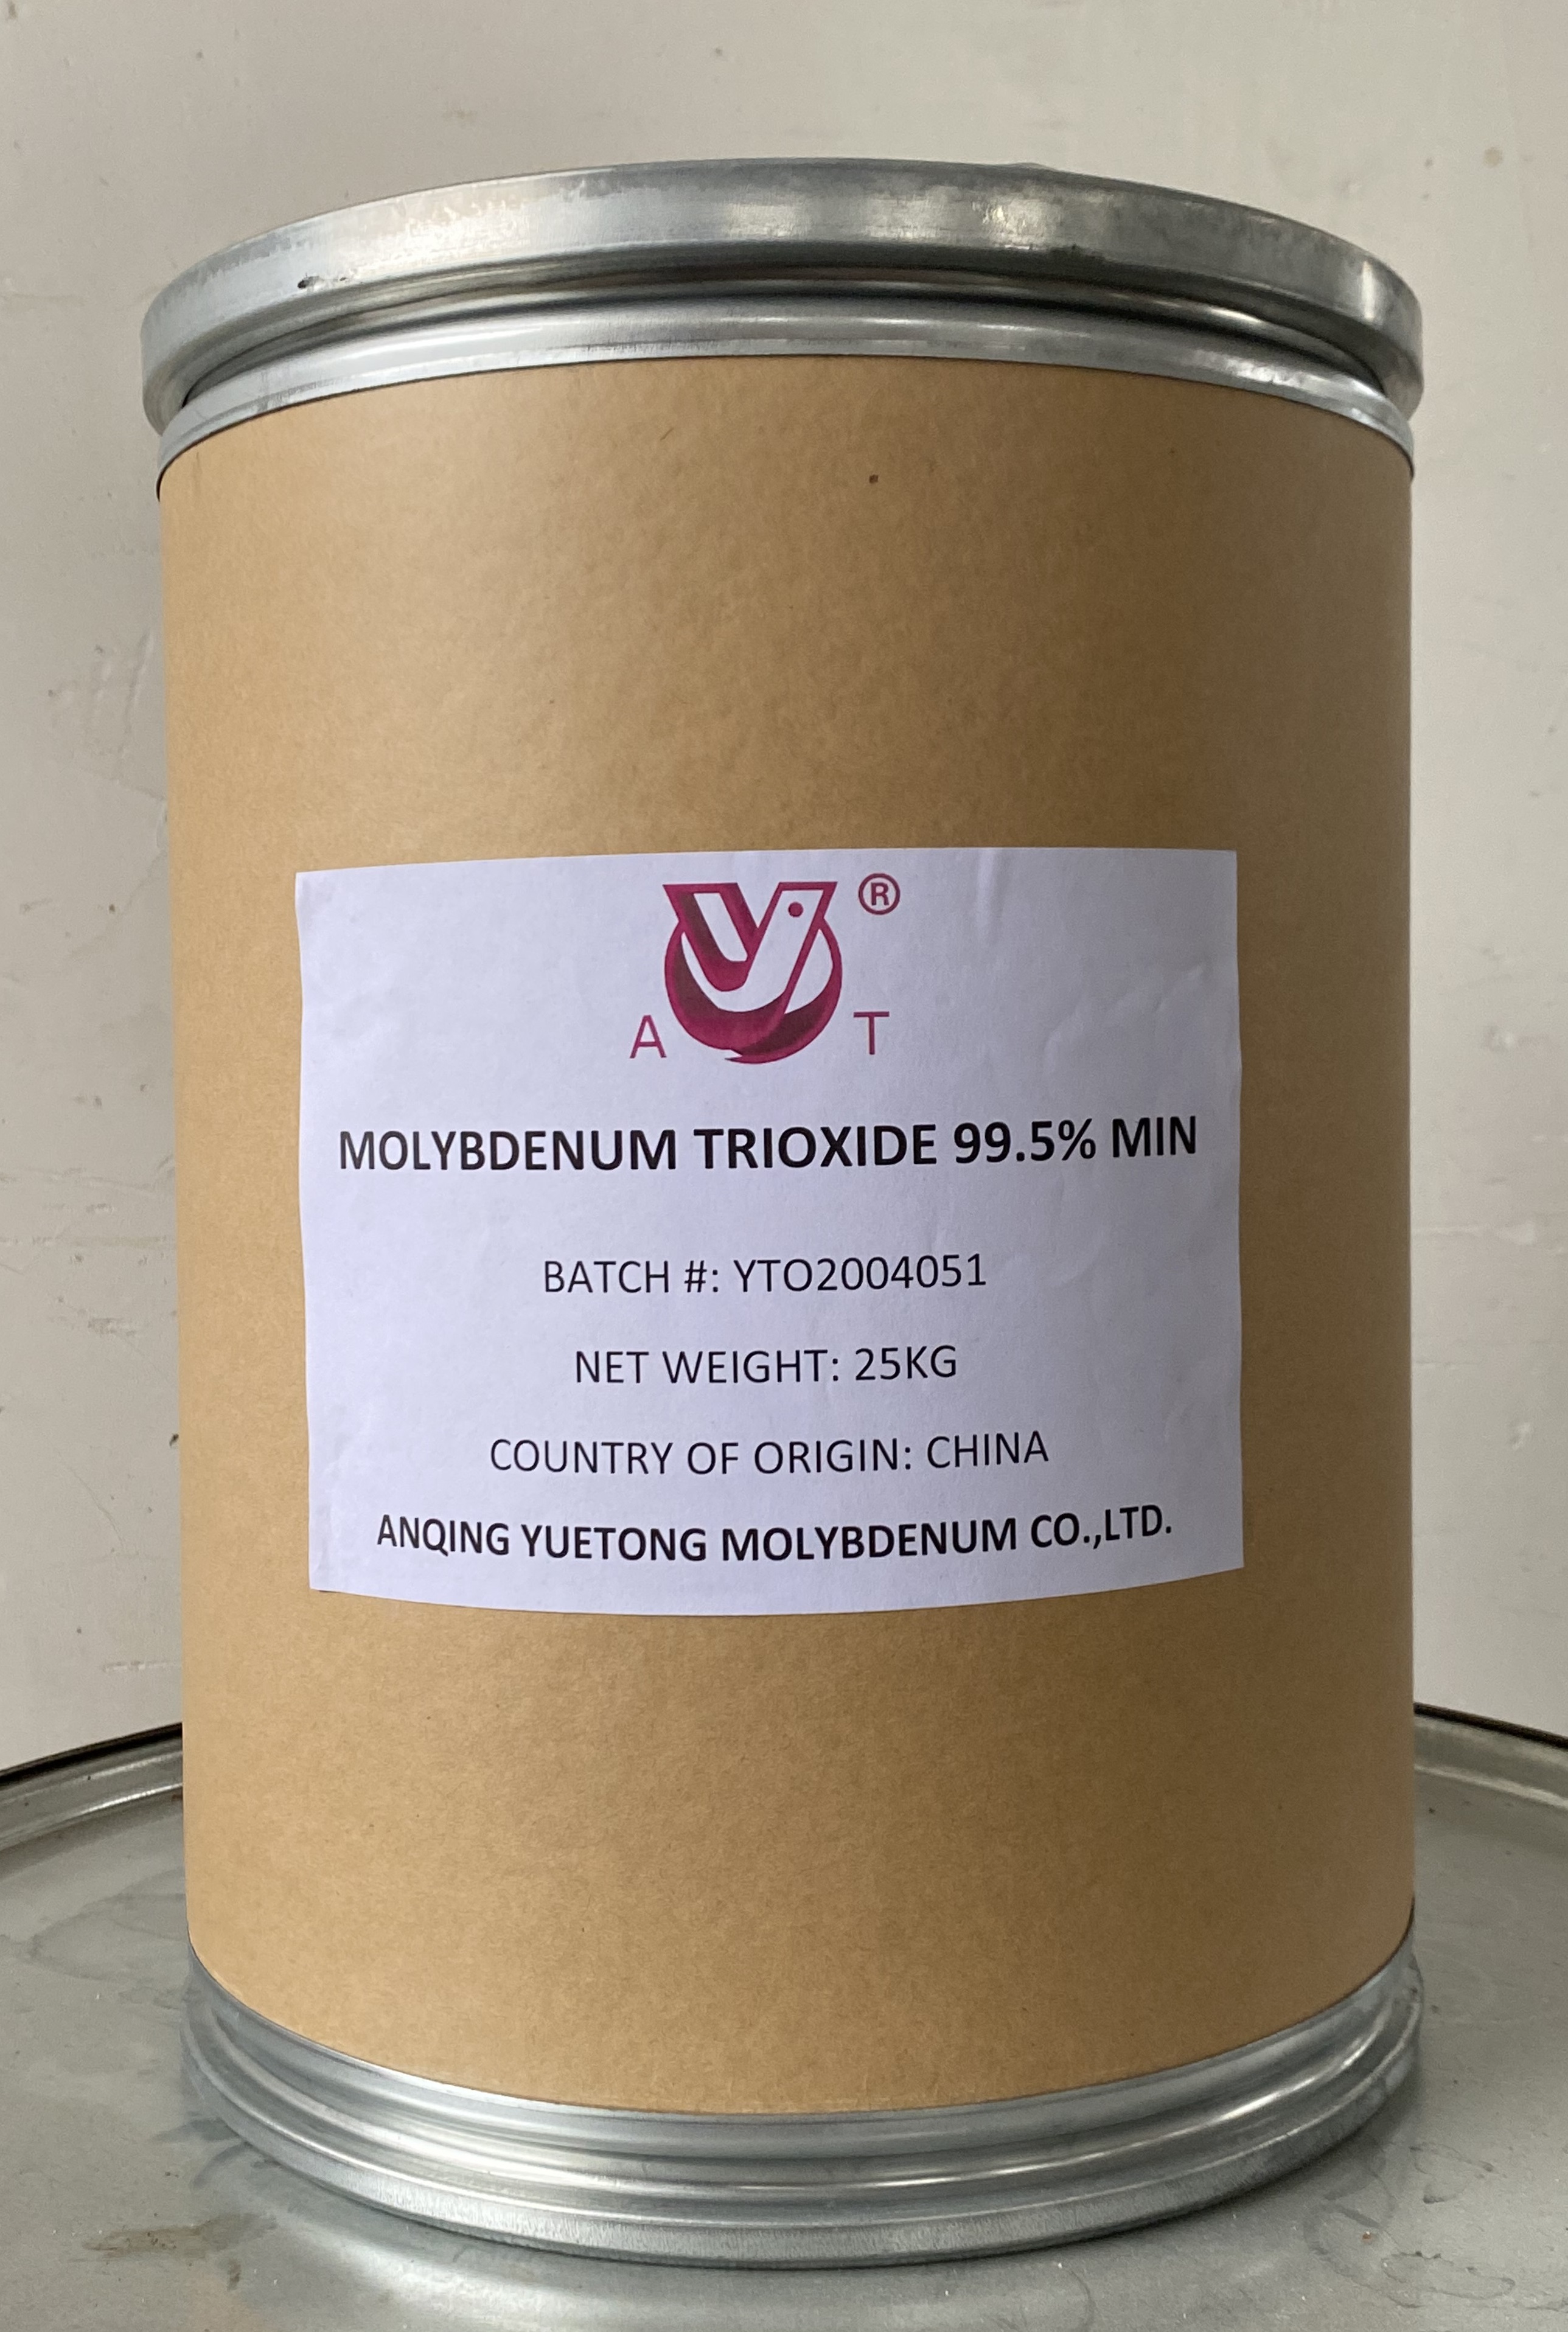 Y®
A T
MOLYBDENUM TRIOXIDE 99.5% MIN
BATCH #: YTO2004051
NET WEIGHT: 25KG
COUNTRY OF ORIGIN: CHINA
ANQING YUETONG MOLYBDENUM CO.,LTD.